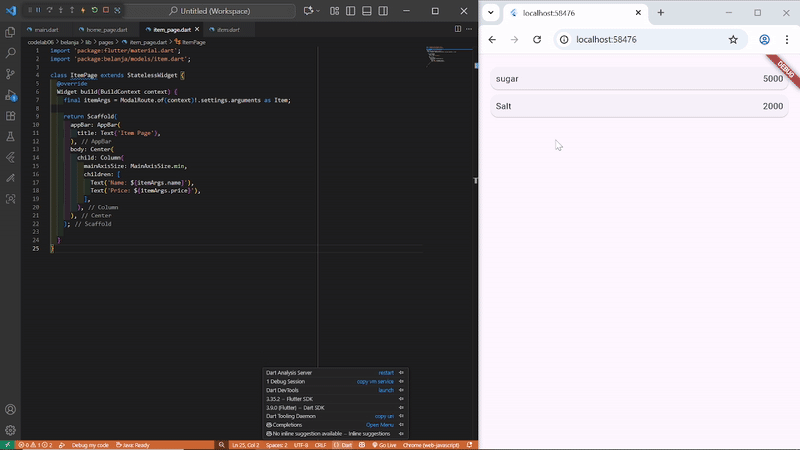 Untitled (Workspace)
main.dart
home_page.dart
item_page.dart
item.dart
codelab06 > belanja > lib > pages > item_page.dart > ItemPage
1 import 'package:flutter/material.dart';
2 import 'package:belanja/models/item.dart';
3
4 class ItemPage extends StatelessWidget {
5 @override
6 Widget build(BuildContext context) {
7 final itemArgs = ModalRoute.of(context)!.settings.arguments as Item;
8
9 return Scaffold(
10 appBar: AppBar(
11 title: Text('Item Page'),
12 ), // AppBar
13 body: Center(
14 child: Column(
15 mainAxisSize: MainAxisSize.min,
16 children: [
17 Text('Name: ${itemArgs.name}'),
18 Text('Price: ${itemArgs.price}'),
19 ],
20 ), // Column
21 ), // Center
22 ); // Scaffold
23
24 }
25 }
Dart Analysis Server restart
1 Debug Session copy vm service
Dart DevTools launch
3.35.2 – Flutter SDK
3.9.0 (Flutter) – Dart SDK
Dart Tooling Daemon copy uri
Completions Open Menu
No inline suggestion available – Inline suggestions
0 1 2 Debug my code Java: Ready Ln 25, Col 2 Spaces: 2 UTF-8 CRLF {} Dart Go Live Chrome (web-javascript)
localhost:58476
localhost:58476
DEBUG
sugar 5000
Salt 2000